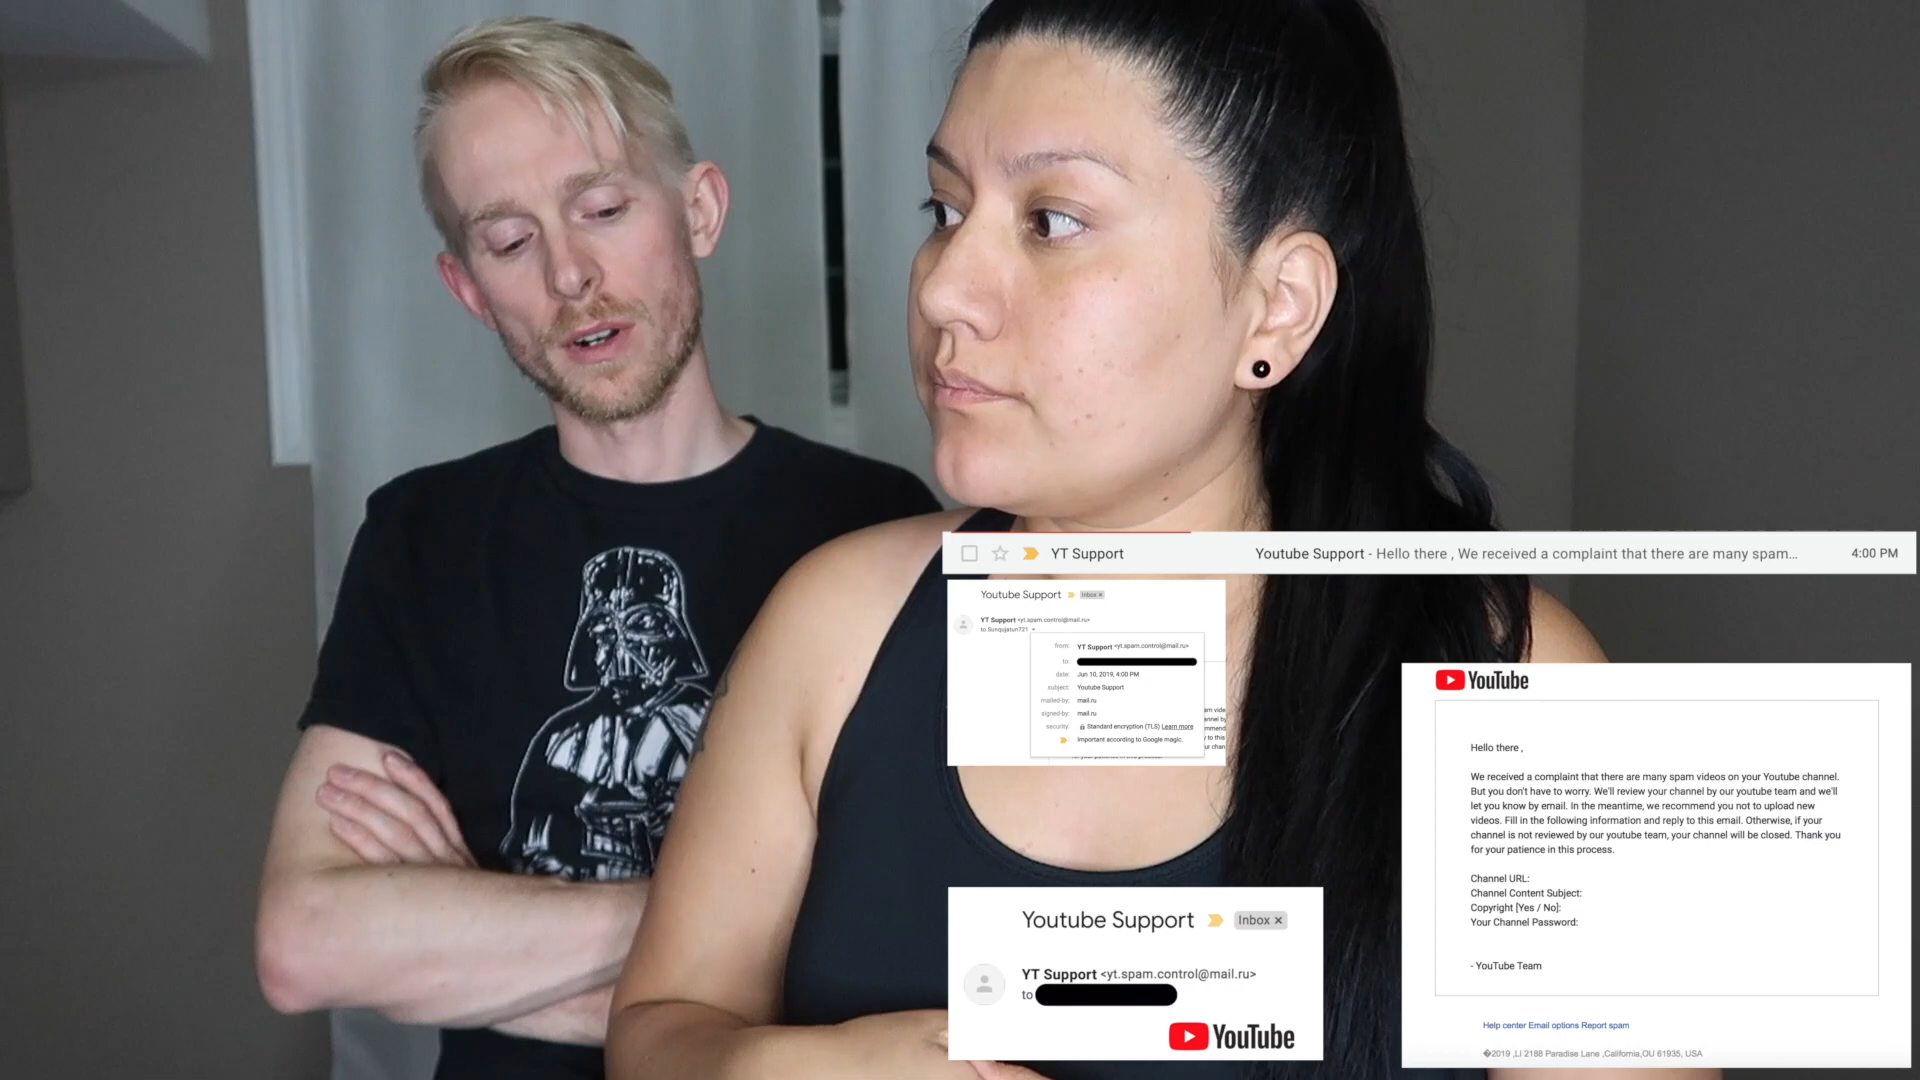 YT Support Youtube Support - Hello there , We received a complaint that there are many spam... 4:00 PM
Youtube Support Inbox x
YT Support <yt.spam.control@mail.ru>
to Sunqujatun721
from: YT Support <yt.spam.control@mail.ru>
to:
date: Jun 10, 2019, 4:00 PM
subject: Youtube Support
mailed-by: mail.ru
signed-by: mail.ru
security: Standard encryption (TLS) Learn more
Important according to Google magic.
Youtube Support Inbox x
YT Support <yt.spam.control@mail.ru>
to
YouTube
YouTube
Hello there ,
We received a complaint that there are many spam videos on your Youtube channel.
But you don't have to worry. We'll review your channel by our youtube team and we'll
let you know by email. In the meantime, we recommend you not to upload new
videos. Fill in the following information and reply to this email. Otherwise, if your
channel is not reviewed by our youtube team, your channel will be closed. Thank you
for your patience in this process.
Channel URL:
Channel Content Subject:
Copyright [Yes / No]:
Your Channel Password:
- YouTube Team
Help center Email options Report spam
�2019 ,LI 2188 Paradise Lane ,California,OU 61935, USA